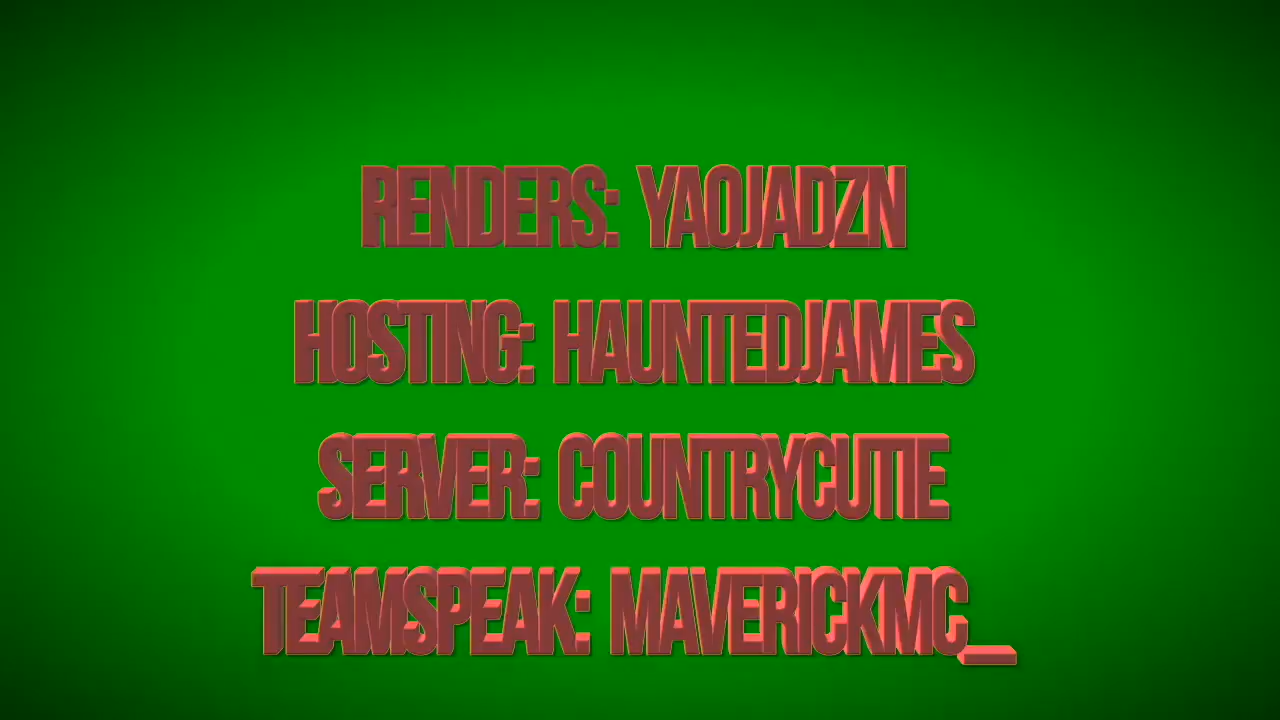 RENDERS: YAOJADZN
HOSTING: HAUNTEDJAMES
SERVER: COUNTRYCUTIE
TEAMSPEAK: MAVERICKMC_